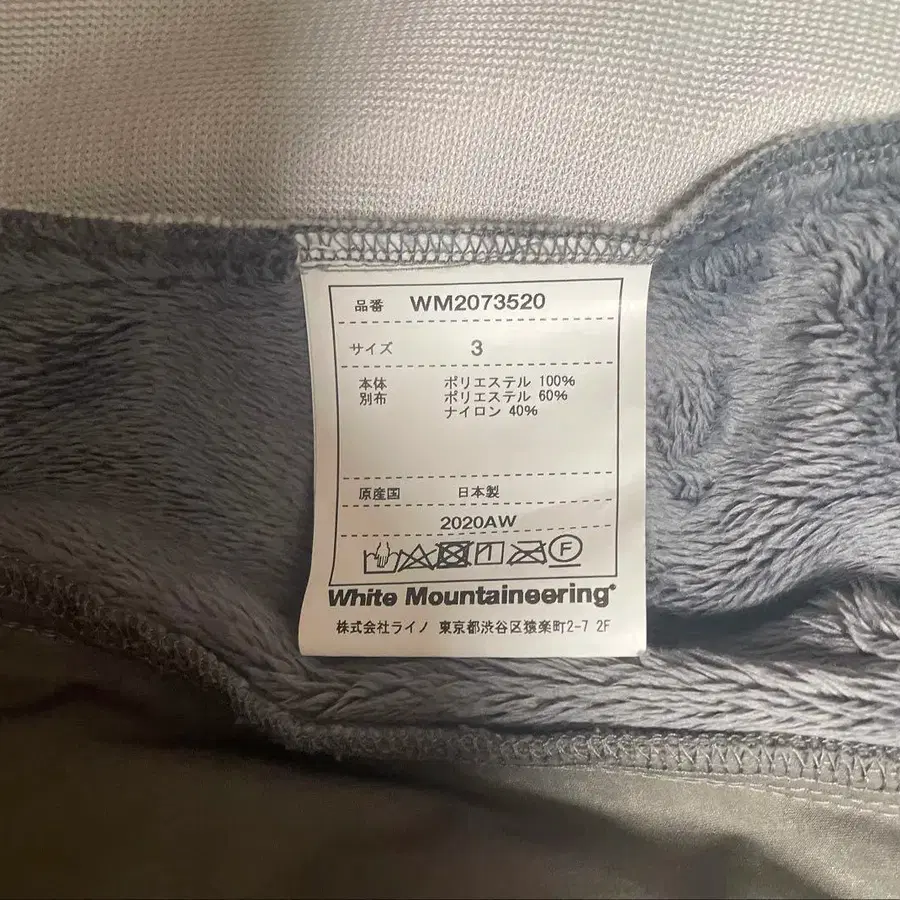 品番 WM2073520
サイズ 3
本体 ポリエステル 100%
別布 ポリエステル 60%
ナイロン 40%
原産国 日本製
2020AW
F
White Mountaineering®
株式会社ライノ 東京都渋谷区猿楽町2-7 2F